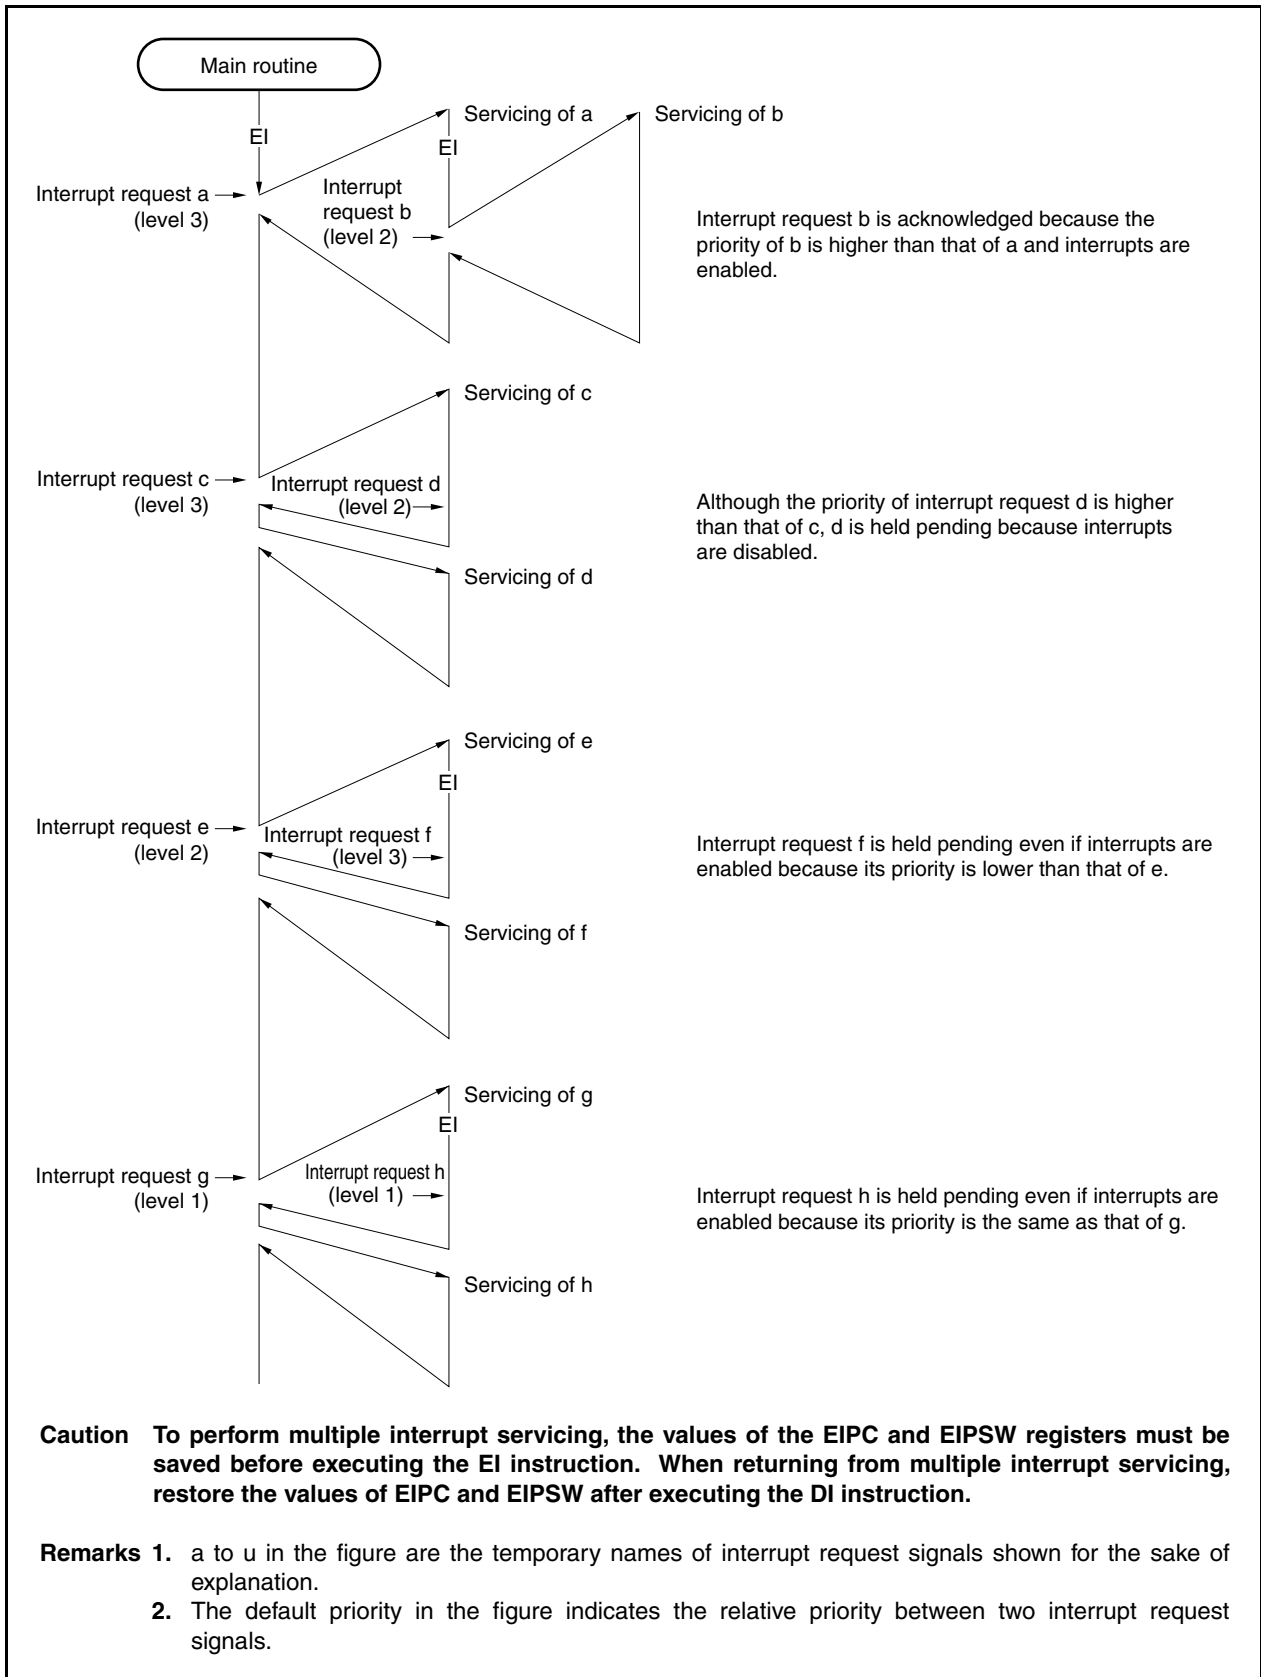 Main routine
EI
Servicing of a
Servicing of b
EI
Interrupt request a
(level 3)
Interrupt
request b
(level 2)
Interrupt request b is acknowledged because the
priority of b is higher than that of a and interrupts are
enabled.
Servicing of c
Interrupt request c
(level 3)
Interrupt request d
(level 2)
Although the priority of interrupt request d is higher
than that of c, d is held pending because interrupts
are disabled.
Servicing of d
Servicing of e
EI
Interrupt request e
(level 2)
Interrupt request f
(level 3)
Interrupt request f is held pending even if interrupts are
enabled because its priority is lower than that of e.
Servicing of f
Servicing of g
EI
Interrupt request g
(level 1)
Interrupt request h
(level 1)
Interrupt request h is held pending even if interrupts are
enabled because its priority is the same as that of g.
Servicing of h
Caution To perform multiple interrupt servicing, the values of the EIPC and EIPSW registers must be
saved before executing the EI instruction. When returning from multiple interrupt servicing,
restore the values of EIPC and EIPSW after executing the DI instruction.
Remarks 1. a to u in the figure are the temporary names of interrupt request signals shown for the sake of
explanation.
2. The default priority in the figure indicates the relative priority between two interrupt request
signals.